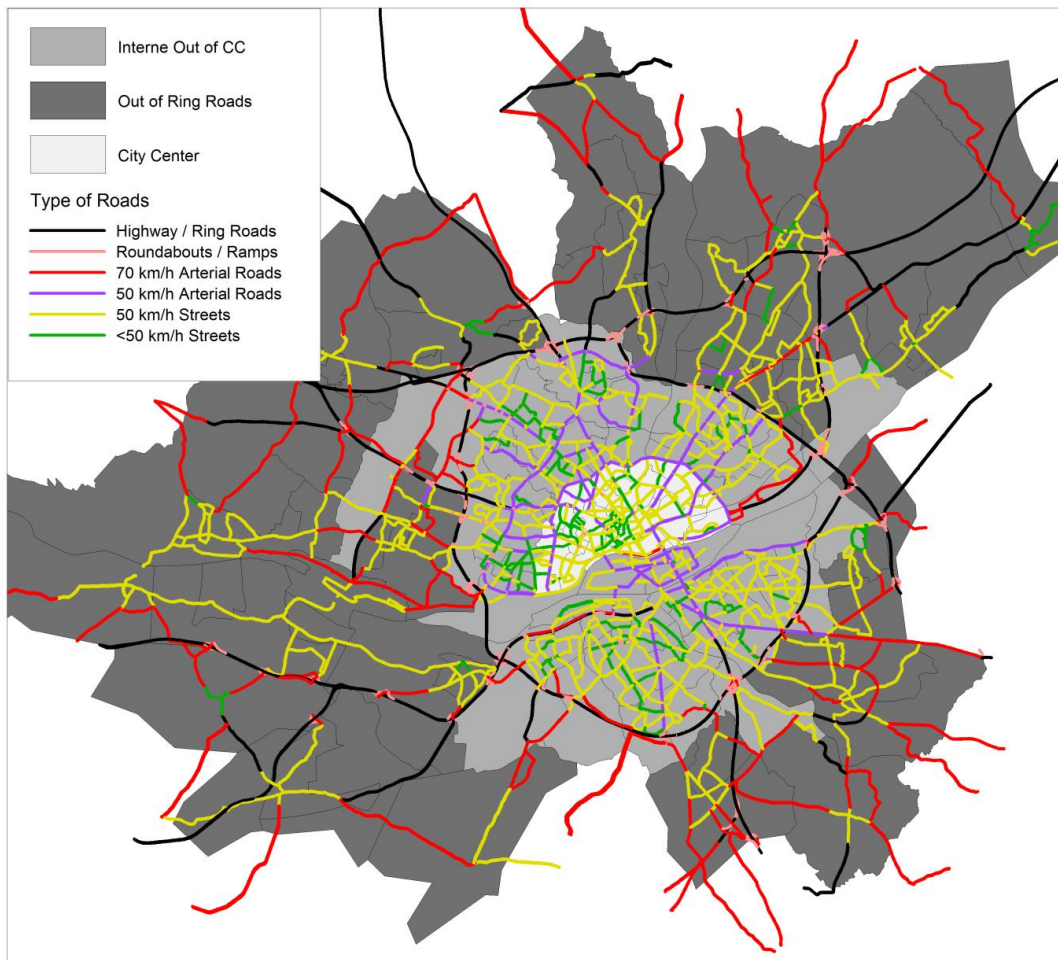 Interne Out of CC
Out of Ring Roads
City Center
Type of Roads
Highway / Ring Roads
Roundabouts / Ramps
70 km/h Arterial Roads
50 km/h Arterial Roads
50 km/h Streets
<50 km/h Streets